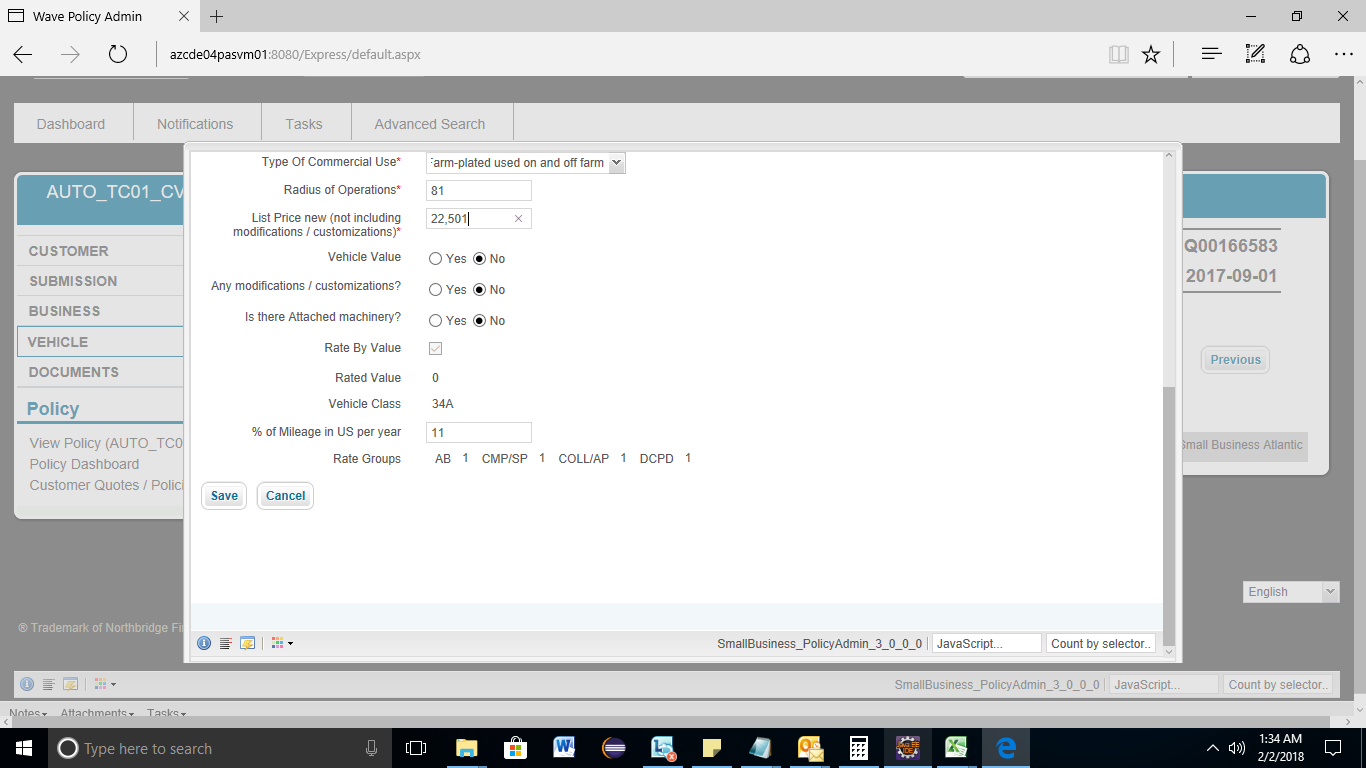 Wave Policy Admin
azcde04pasvm01:8080/Express/default.aspx
Dashboard Notifications Tasks Advanced Search
AUTO_TC01_CV
CUSTOMER
SUBMISSION
BUSINESS
VEHICLE
DOCUMENTS
Policy
View Policy (AUTO_TC0
Policy Dashboard
Customer Quotes / Polici
Type Of Commercial Use* Farm-plated used on and off farm
Radius of Operations* 81
List Price new (not including
modifications / customizations)* 22,501
Vehicle Value Yes No
Any modifications / customizations? Yes No
Is there Attached machinery? Yes No
Rate By Value
Rated Value 0
Vehicle Class 34A
% of Mileage in US per year 11
Rate Groups AB 1 CMP/SP 1 COLL/AP 1 DCPD 1
Save Cancel
Q00166583
2017-09-01
Previous
Small Business Atlantic
English
® Trademark of Northbridge Fi
SmallBusiness_PolicyAdmin_3_0_0_0 JavaScript... Count by selector..
SmallBusiness_PolicyAdmin_3_0_0_0 JavaScript... Count by selector..
Notes Attachments Tasks
Type here to search
1:34 AM
2/2/2018